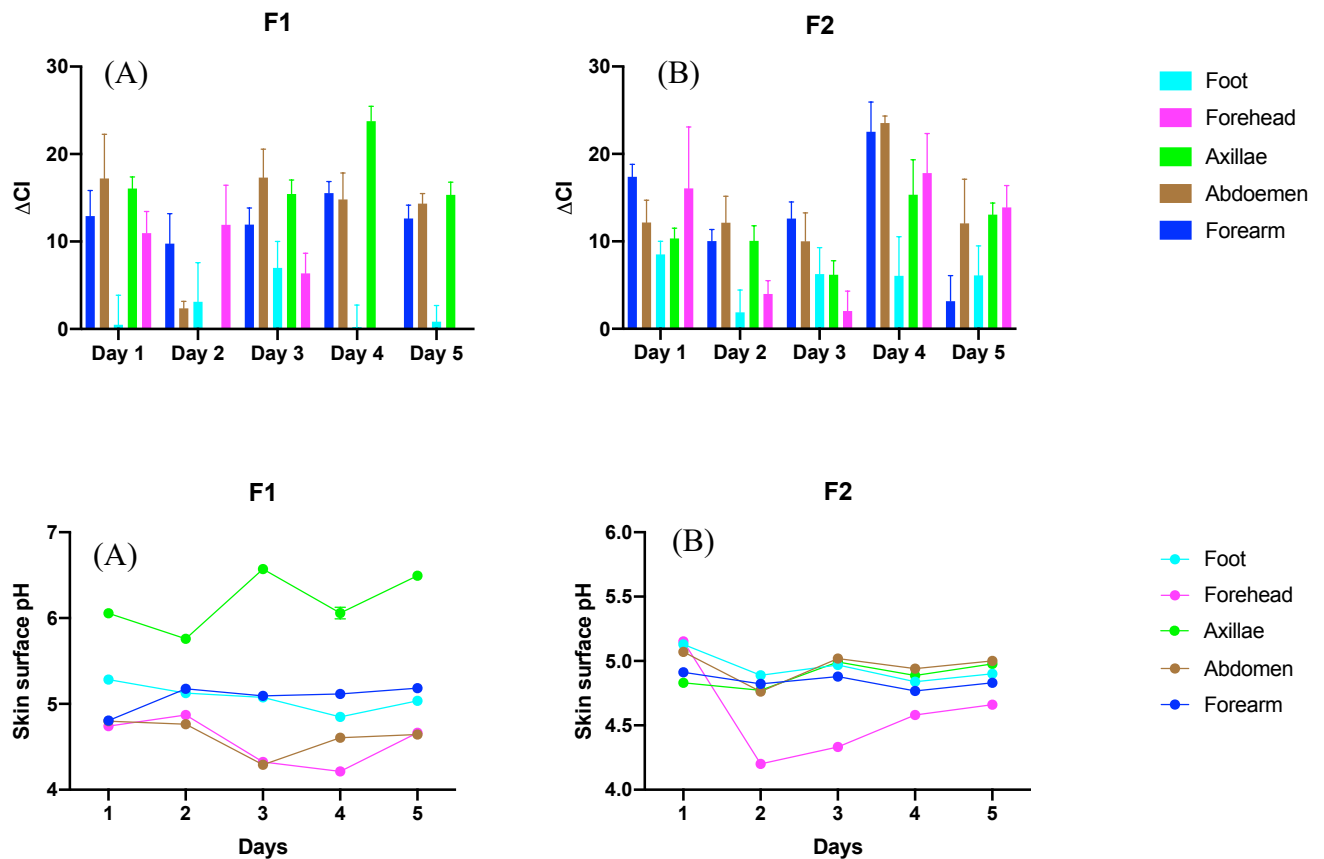 F1
(A)
30
20
10
0
ΔCI
Day 1 Day 2 Day 3 Day 4 Day 5
F2
(B)
30
20
10
0
ΔCI
Day 1 Day 2 Day 3 Day 4 Day 5
Foot
Forehead
Axillae
Abdoemen
Forearm
F1
(A)
7
6
5
4
Skin surface pH
1 2 3 4 5
Days
F2
(B)
6.0
5.5
5.0
4.5
4.0
Skin surface pH
1 2 3 4 5
Days
Foot
Forehead
Axillae
Abdomen
Forearm